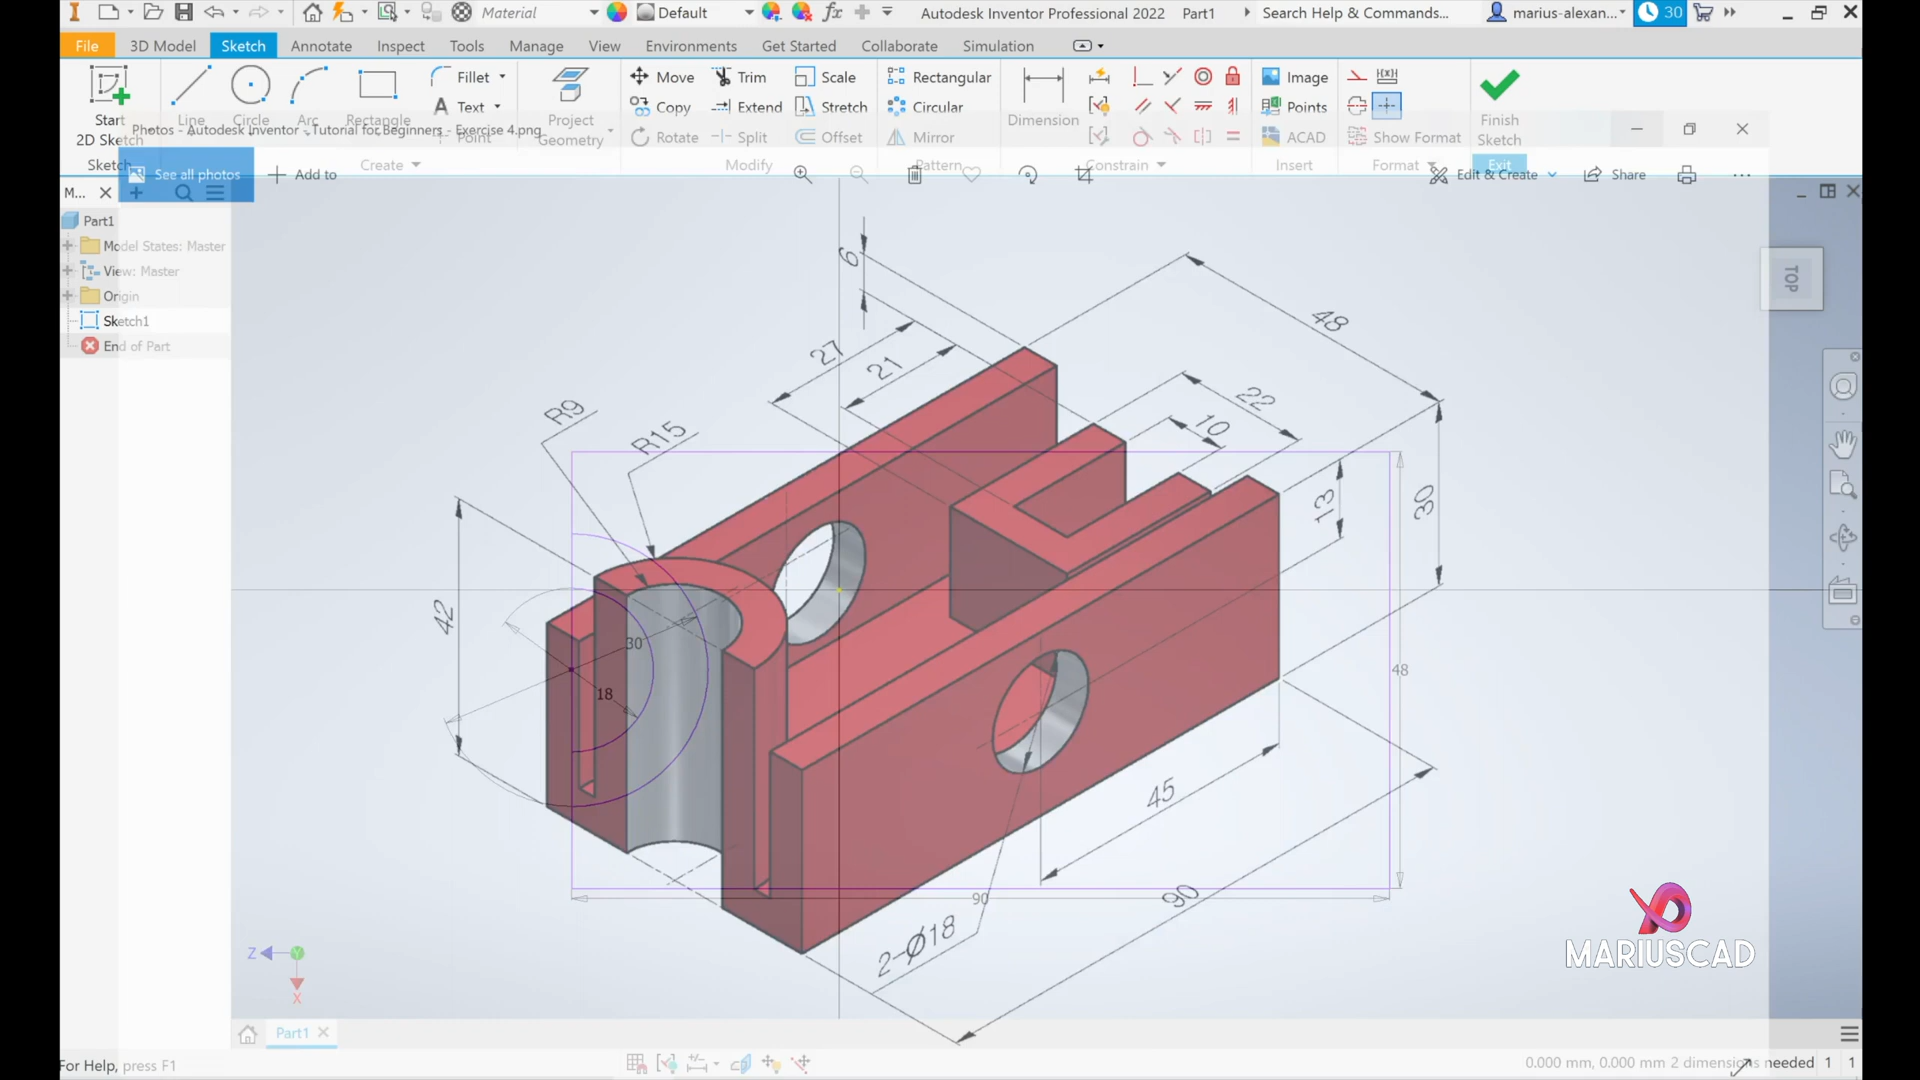 Material
Default
fx
Autodesk Inventor Professional 2022 Part1
Search Help & Commands...
marius-alexan...
30
File 3D Model Sketch Annotate Inspect Tools Manage View Environments Get Started Collaborate Simulation
Start
2D Sketch
Line
Circle
Arc
Rectangle
Fillet
Text
Point
Project
Geometry
Move
Copy
Rotate
Trim
Extend
Split
Scale
Stretch
Offset
Rectangular
Circular
Mirror
Dimension
Image
Points
ACAD
Show Format
Finish
Sketch
Photos - Autodesk Inventor - Tutorial for Beginners - Exercise 4.png
Sketch Create Modify Pattern Constrain Insert Format Exit
See all photos
Add to
Edit & Create
Share
M...
Part1
Model States: Master
View: Master
Origin
Sketch1
End of Part
TOP
6
48
27
21
22
10
R9
R15
13
30
42
30
18
48
45
90
90
2-Ø18
MARIUSCAD
Z
Y
X
Part1
For Help, press F1
0.000 mm, 0.000 mm 2 dimensions needed 1 1